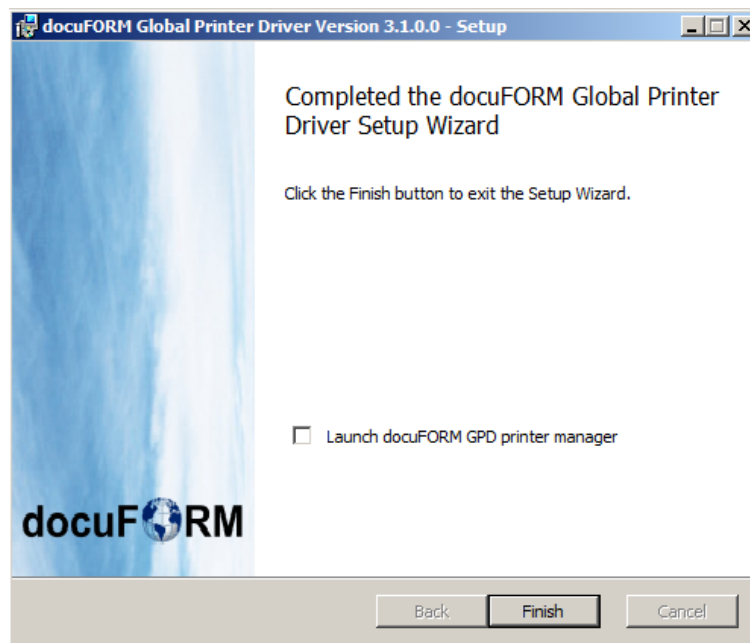 docuFORM Global Printer Driver Version 3.1.0.0 - Setup
Completed the docuFORM Global Printer
Driver Setup Wizard
Click the Finish button to exit the Setup Wizard.
Launch docuFORM GPD printer manager
docuFORM
Back Finish Cancel